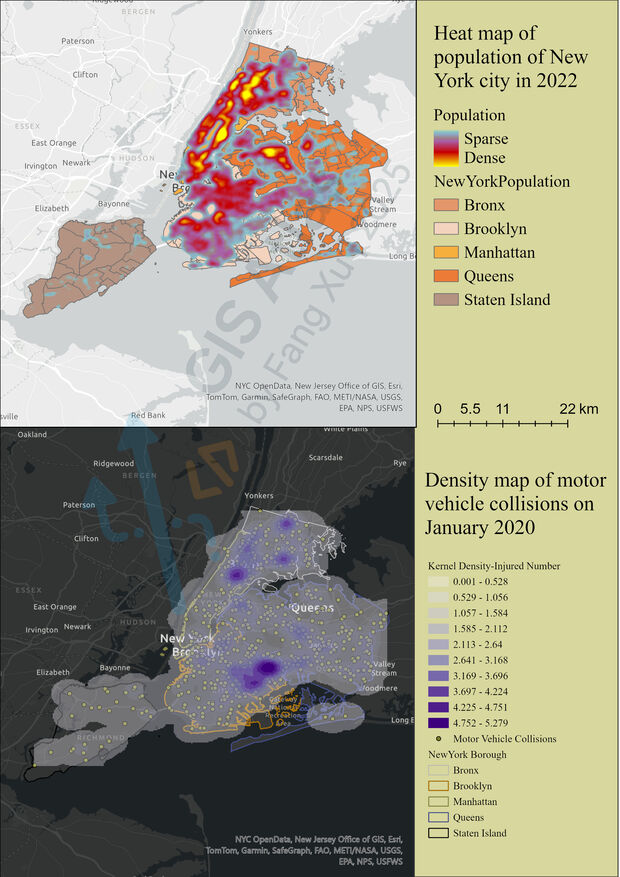 Ridgewood
BERGEN
Yonkers
Rye
Paterson
Clifton
ESSEX
East Orange
HUDSON
Irvington
Newark
New
Bro
Elizabeth
Bayonne
Valley
Stream
Woodmere
Long B
GIS A
2025
by Fang Xu
NYC OpenData, New Jersey Office of GIS, Esri,
TomTom, Garmin, SafeGraph, FAO, METI/NASA, USGS,
EPA, NPS, USFWS
sville
Red Bank
Heat map of
population of New
York city in 2022
Population
Sparse
Dense
NewYorkPopulation
Bronx
Brooklyn
Manhattan
Queens
Staten Island
0 5.5 11 22 km
Oakland
White Plains
Ridgewood
Scarsdale
Rye
BERGEN
Yonkers
Paterson
Clifton
ESSEX
East Orange
HUDSON
Irvington
Newark
Queens
New York
Brooklyn
Elizabeth
Bayonne
Valley
Stream
Woodmere
Gateway
National
Recreation
Area
Long B
RICHMOND
NYC OpenData, New Jersey Office of GIS, Esri,
TomTom, Garmin, SafeGraph, FAO, METI/NASA, USGS,
EPA, NPS, USFWS
Density map of motor
vehicle collisions on
January 2020
Kernel Density-Injured Number
0.001 - 0.528
0.529 - 1.056
1.057 - 1.584
1.585 - 2.112
2.113 - 2.64
2.641 - 3.168
3.169 - 3.696
3.697 - 4.224
4.225 - 4.751
4.752 - 5.279
Motor Vehicle Collisions
NewYork Borough
Bronx
Brooklyn
Manhattan
Queens
Staten Island